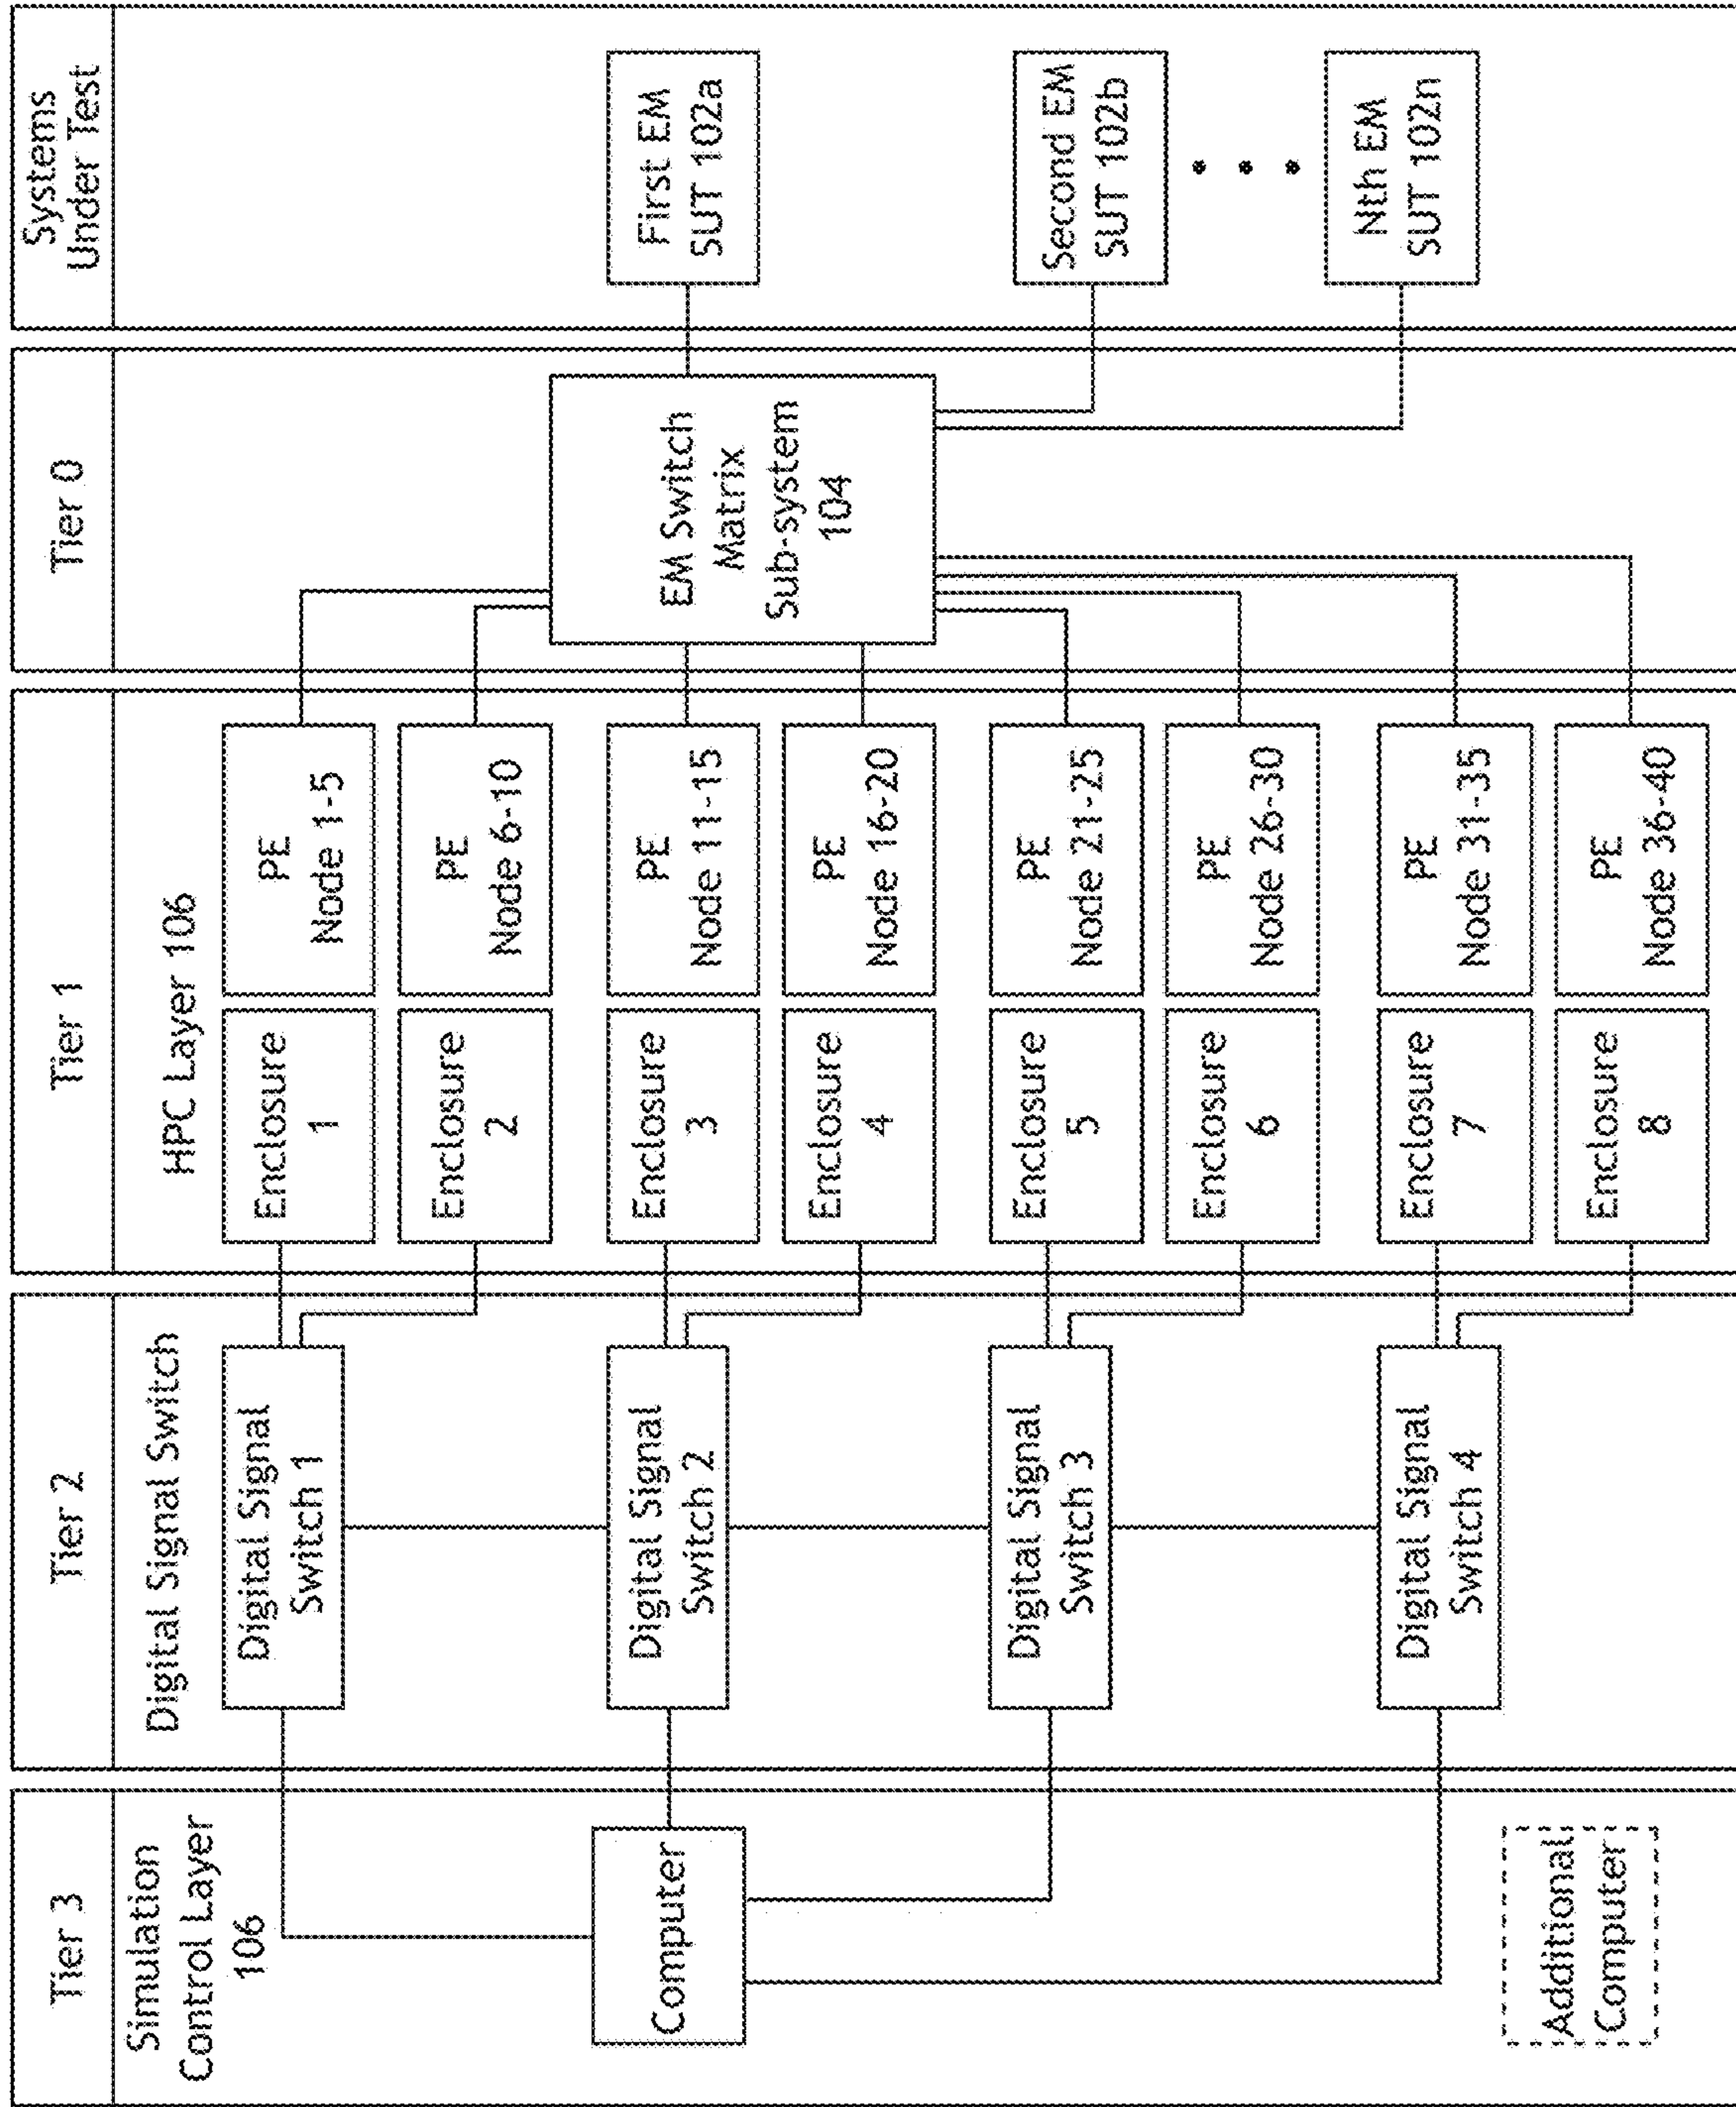 Tier 3
Simulation
Control Layer
106
Computer
Additional
Computer
Tier 2
Digital Signal Switch
Digital Signal
Switch 1
Digital Signal
Switch 2
Digital Signal
Switch 3
Digital Signal
Switch 4
Tier 1
HPC Layer 106
Enclosure
1
PE
Node 1-5
Enclosure
2
PE
Node 6-10
Enclosure
3
PE
Node 11-15
Enclosure
4
PE
Node 16-20
Enclosure
5
PE
Node 21-25
Enclosure
6
PE
Node 26-30
Enclosure
7
PE
Node 31-35
Enclosure
8
PE
Node 36-40
Tier 0
EM Switch
Matrix
Sub-system
104
Systems
Under Test
First EM
SUT 102a
Second EM
SUT 102b
Nth EM
SUT 102n